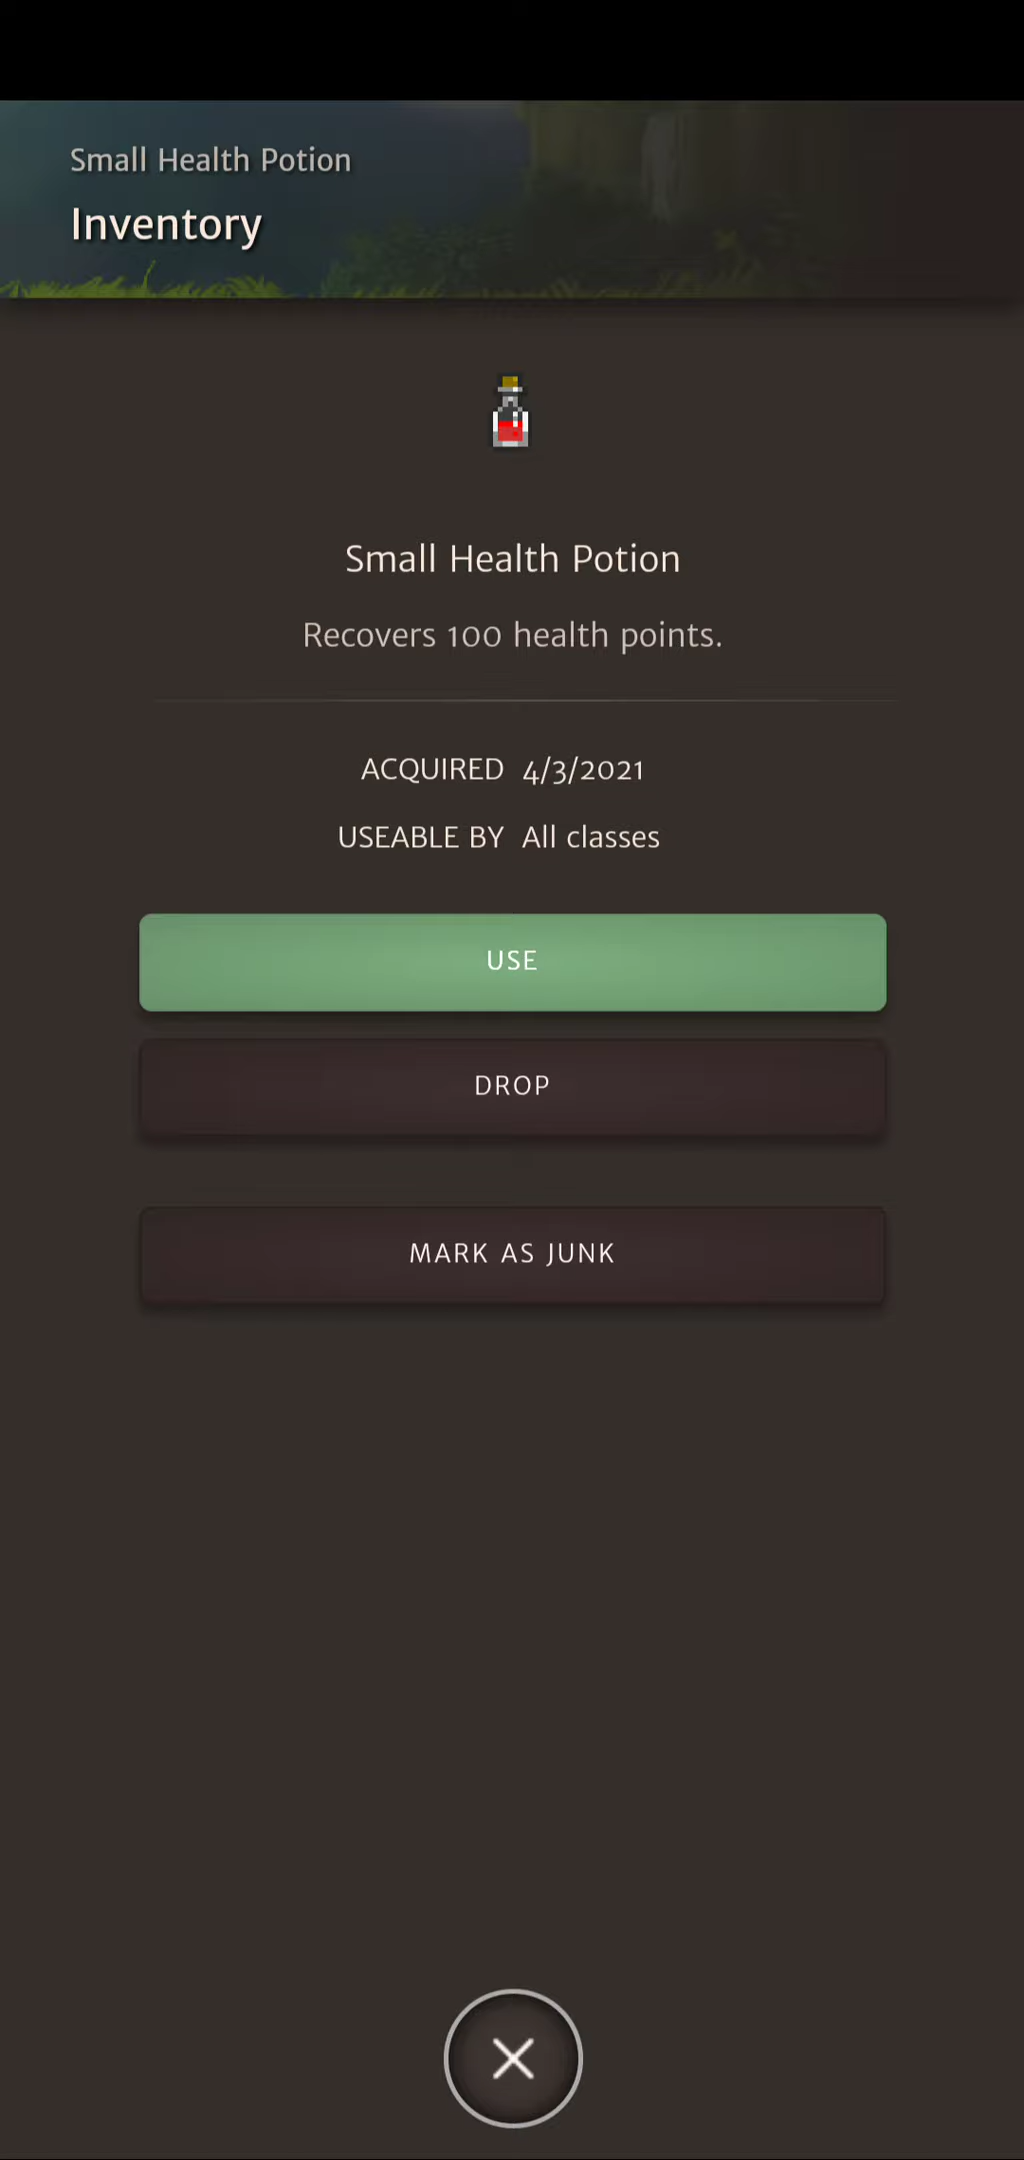 Small Health Potion
Inventory
Small Health Potion
Recovers 100 health points.
ACQUIRED 4/3/2021
USEABLE BY All classes
USE
DROP
MARK AS JUNK